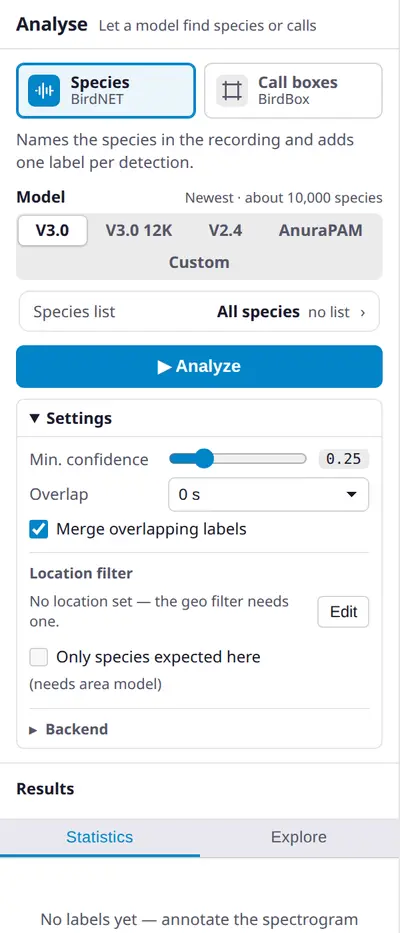 Analyse Let a model find species or calls
Species
BirdNET
Call boxes
BirdBox
Names the species in the recording and adds
one label per detection.
Model Newest · about 10,000 species
V3.0 V3.0 12K V2.4 AnuraPAM
Custom
Species list All species no list ›
▶ Analyze
▼ Settings
Min. confidence 0.25
Overlap 0 s
Merge overlapping labels
Location filter
No location set — the geo filter needs
one.
Edit
Only species expected here
(needs area model)
▶ Backend
Results
Statistics Explore
No labels yet — annotate the spectrogram